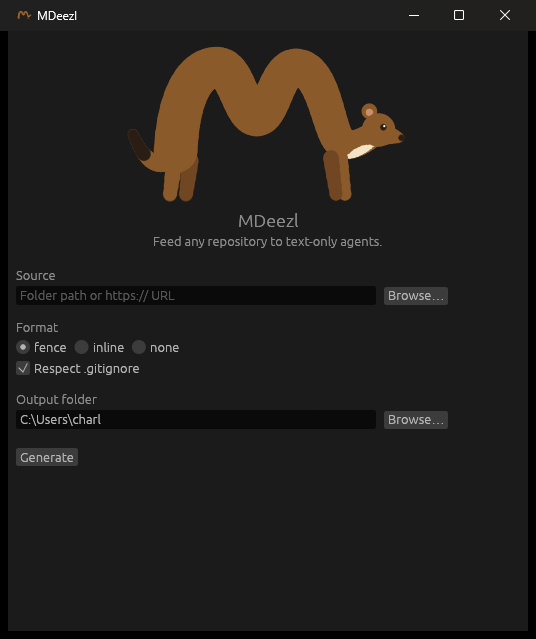 MDeezl
MDeezl
Feed any repository to text-only agents.
Source
Folder path or https:// URL Browse...
Format
fence inline none
Respect .gitignore
Output folder
C:\Users\charl Browse...
Generate